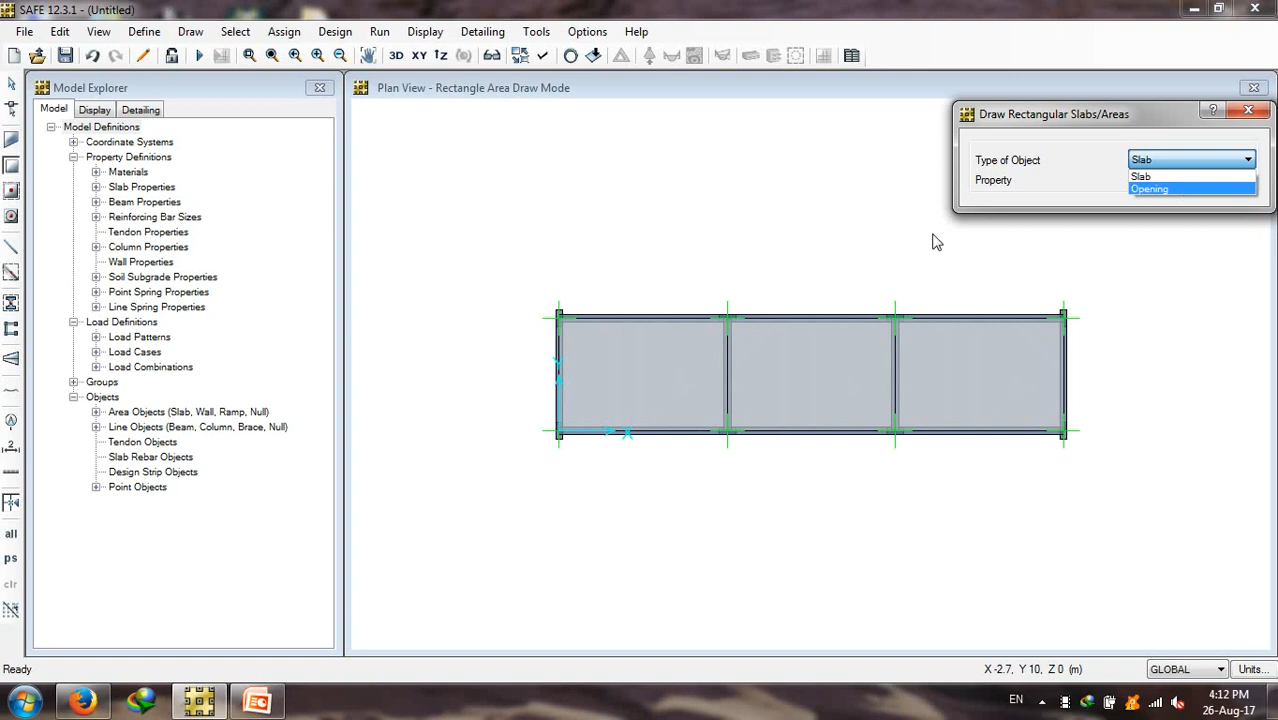 SAFE 12.3.1 - (Untitled)
File Edit View Define Draw Select Assign Design Run Display Detailing Tools Options Help
3D XY
Model Explorer
Plan View - Rectangle Area Draw Mode
Model Display Detailing
Model Definitions
Coordinate Systems
Property Definitions
Materials
Slab Properties
Beam Properties
Reinforcing Bar Sizes
Tendon Properties
Column Properties
Wall Properties
Soil Subgrade Properties
Point Spring Properties
Line Spring Properties
Load Definitions
Load Patterns
Load Cases
Load Combinations
Groups
Objects
Area Objects (Slab, Wall, Ramp, Null)
Line Objects (Beam, Column, Brace, Null)
Tendon Objects
Slab Rebar Objects
Design Strip Objects
Point Objects
all
ps
clr
Draw Rectangular Slabs/Areas
Type of Object Slab
Slab
Property
Opening
Y
X
Ready
X -2.7, Y 10, Z 0 (m)
GLOBAL
Units...
EN
4:12 PM
26-Aug-17